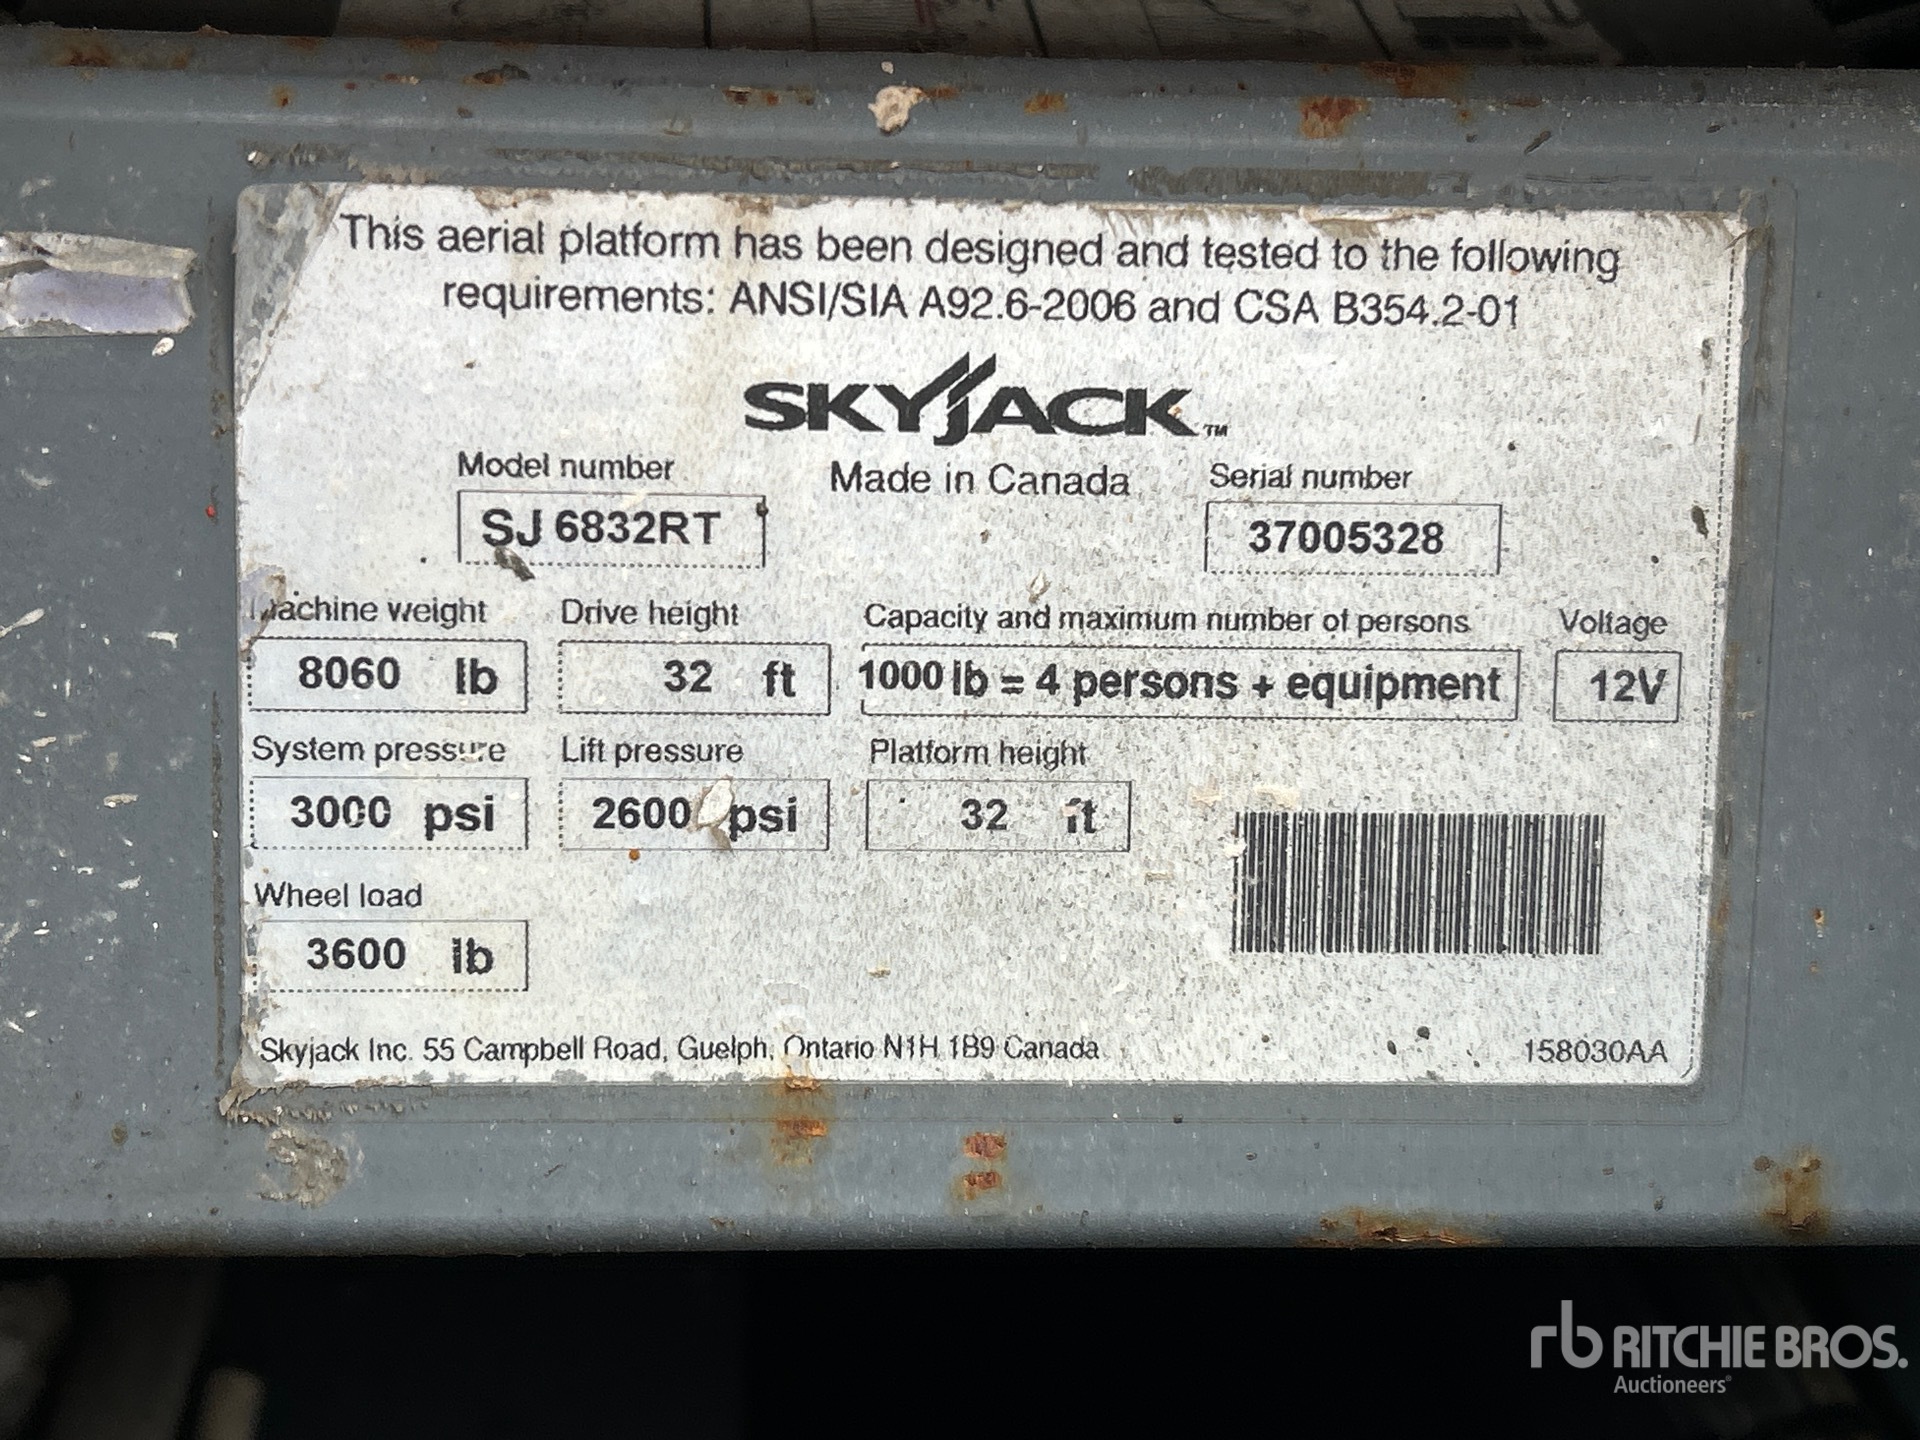 This aerial platform has been designed and tested to the following
requirements: ANSI/SIA A92.6-2006 and CSA B354.2-01
SKYJACK™
Model number
Made in Canada
Serial number
SJ 6832RT
37005328
Machine weight
Drive height
Capacity and maximum number of persons
Voltage
8060 lb
32 ft
1000 lb = 4 persons + equipment
12V
System pressure
Lift pressure
Platform height
3000 psi
2600 psi
32 ft
Wheel load
3600 lb
Skyjack Inc. 55 Campbell Road, Guelph, Ontario N1H 1B9 Canada
158030AA
rb RITCHIE BROS.
Auctioneers®